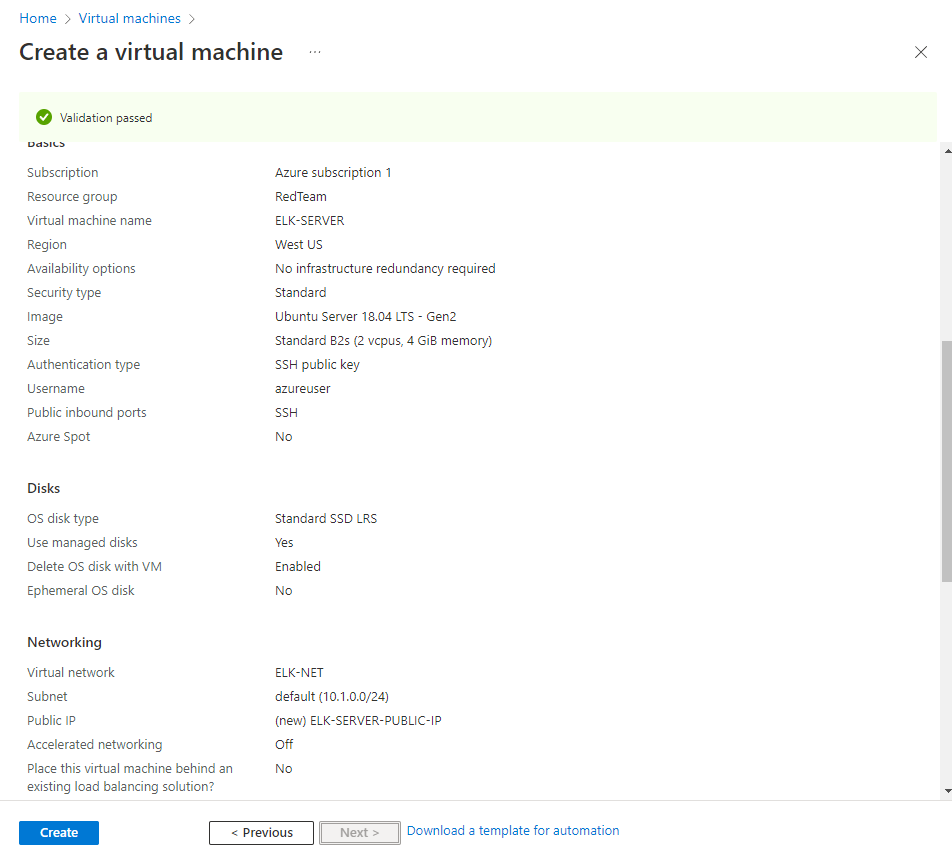 Home > Virtual machines >
Create a virtual machine ...
Validation passed
Basics
Subscription Azure subscription 1
Resource group RedTeam
Virtual machine name ELK-SERVER
Region West US
Availability options No infrastructure redundancy required
Security type Standard
Image Ubuntu Server 18.04 LTS - Gen2
Size Standard B2s (2 vcpus, 4 GiB memory)
Authentication type SSH public key
Username azureuser
Public inbound ports SSH
Azure Spot No
Disks
OS disk type Standard SSD LRS
Use managed disks Yes
Delete OS disk with VM Enabled
Ephemeral OS disk No
Networking
Virtual network ELK-NET
Subnet default (10.1.0.0/24)
Public IP (new) ELK-SERVER-PUBLIC-IP
Accelerated networking Off
Place this virtual machine behind an No
existing load balancing solution?
Create < Previous Next > Download a template for automation